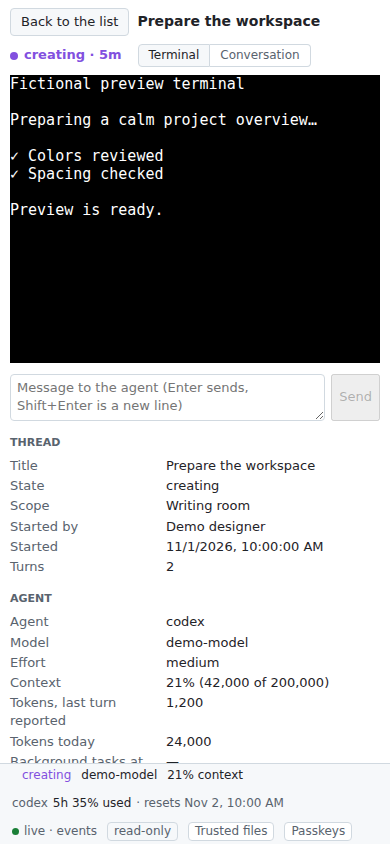 Back to the list Prepare the workspace
creating · 5m Terminal Conversation
Fictional preview terminal
Preparing a calm project overview…
✓ Colors reviewed
✓ Spacing checked
Preview is ready.
Message to the agent (Enter sends,
Shift+Enter is a new line)
Send
THREAD
Title Prepare the workspace
State creating
Scope Writing room
Started by Demo designer
Started 11/1/2026, 10:00:00 AM
Turns 2
AGENT
Agent codex
Model demo-model
Effort medium
Context 21% (42,000 of 200,000)
Tokens, last turn 1,200
reported
Tokens today 24,000
Background tasks at —
creating demo-model 21% context
codex 5h 35% used · resets Nov 2, 10:00 AM
live · events read-only Trusted files Passkeys